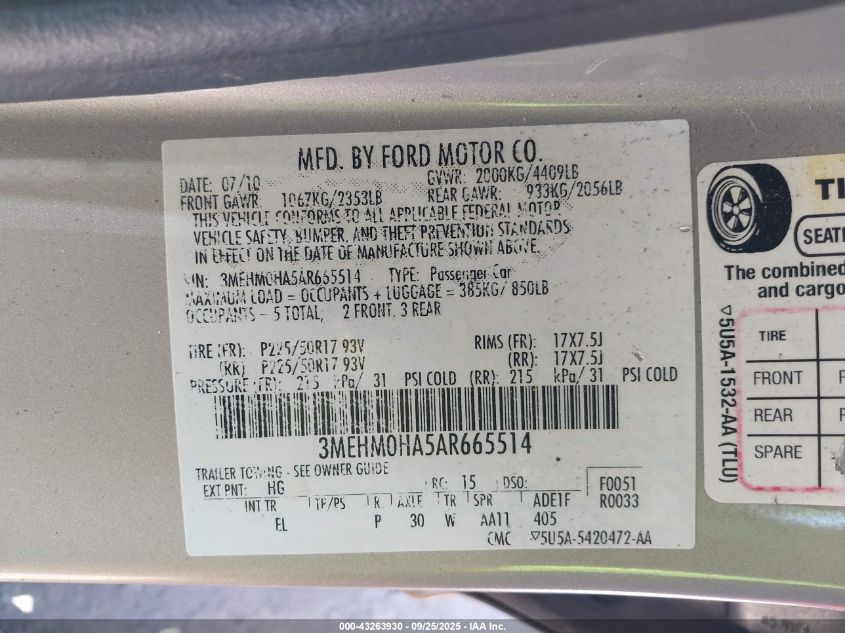 MFD. BY FORD MOTOR CO.
DATE: 07/10 GVWR: 2000KG/4409LB
FRONT GAWR: 1067KG/2353LB REAR GAWR: 933KG/2056LB
THIS VEHICLE CONFORMS TO ALL APPLICABLE FEDERAL MOTOR
VEHICLE SAFETY, BUMPER, AND THEFT PREVENTION STANDARDS
IN EFFECT ON THE DATE OF MANUFACTURE SHOWN ABOVE.
VIN: 3MEHM0HA5AR665514 TYPE: Passenger Car
MAXIMUM LOAD = OCCUPANTS + LUGGAGE = 385KG/ 850LB
OCCUPANTS - 5 TOTAL, 2 FRONT, 3 REAR
TIRE (FR): P225/50R17 93V RIMS (FR): 17X7.5J
(RR) P225/50R17 93V (RR): 17X7.5J
PRESSURE (FR): 215 kPa/ 31 PSI COLD (RR): 215 kPa/ 31 PSI COLD
3MEHM0HA5AR665514
TRAILER TOWING - SEE OWNER GUIDE
EXT PNT: HG RC: 15 DSO: F0051
INT TR TP/PS R AXLE TR SPR ADE1F R0033
EL P 30 W AA11 405
CMC ▽5U5A-5420472-AA
TI
SEATI
The combined
and cargo
TIRE
FRONT
REAR
SPARE
▽5U5A-1532-AA (TLU)
000-43263930 - 09/25/2025 - IAA Inc.